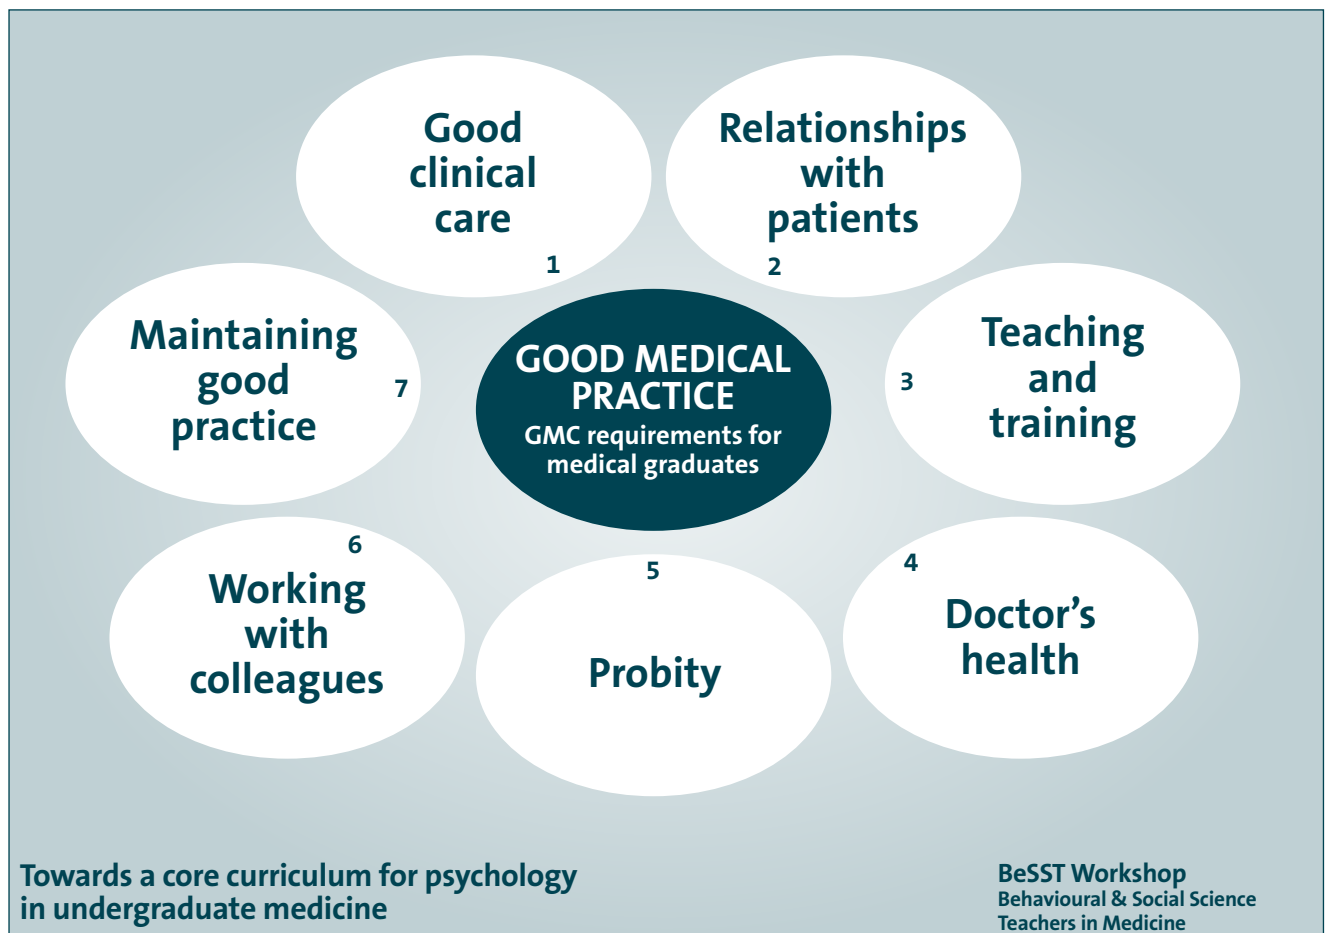 Good
clinical
care
1
Relationships
with
patients
2
Teaching
and
training
3
Doctor’s
health
4
Probity
5
Working
with
colleagues
6
Maintaining
good
practice
7
GOOD MEDICAL
PRACTICE
GMC requirements for
medical graduates
Towards a core curriculum for psychology
in undergraduate medicine
BeSST Workshop
Behavioural & Social Science
Teachers in Medicine